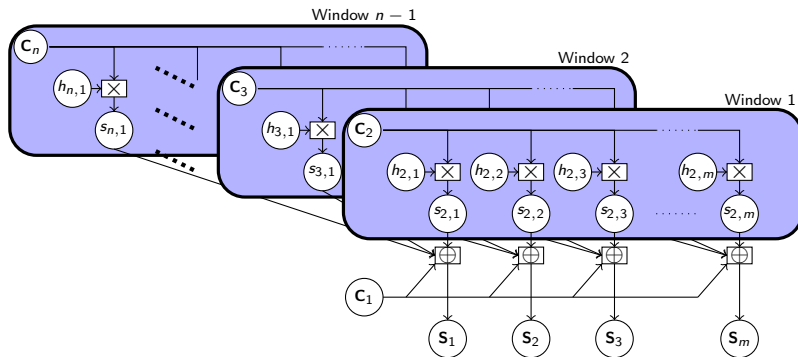 Window n − 1
C_n
Window 2
h_{n,1} ×
C_3
Window 1
s_{n,1}
h_{3,1} ×
C_2
s_{3,1}
h_{2,1} × h_{2,2} × h_{2,3} × h_{2,m} ×
s_{2,1} s_{2,2} s_{2,3} s_{2,m}
C_1
S_1 S_2 S_3 S_m